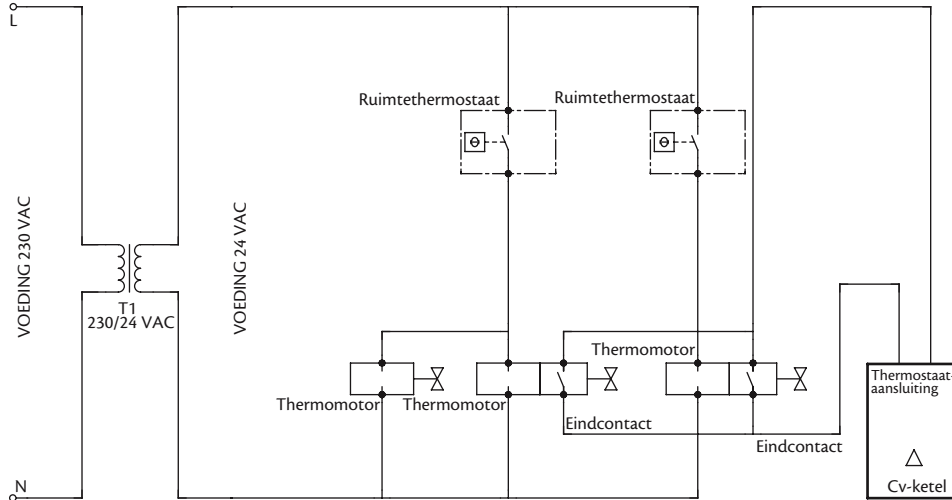 L
Ruimtethermostaat
Ruimtethermostaat
VOEDING 230 VAC
VOEDING 24 VAC
T1
230/24 VAC
Thermomotor
Thermomotor
Thermomotor
Eindcontact
Eindcontact
Thermostaat-
aansluiting
Cv-ketel
N